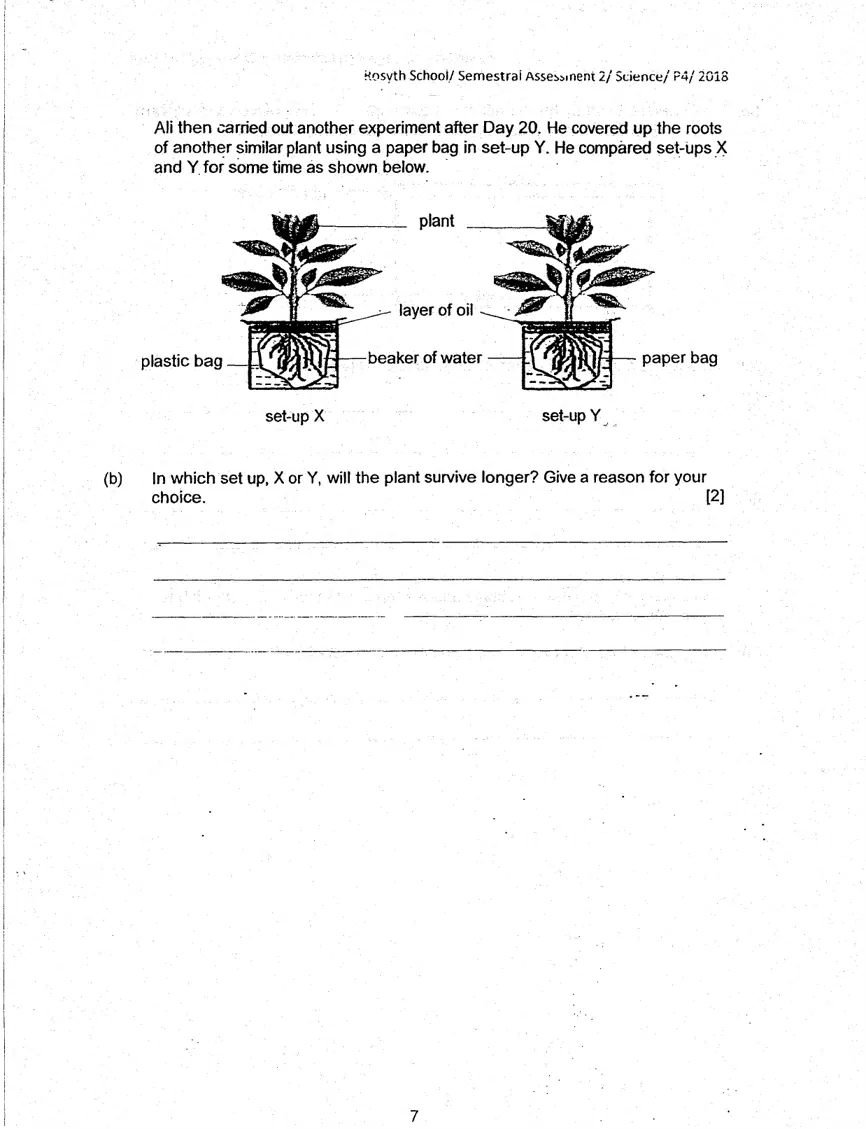 Rosyth School/ Semestral Assessment 2/ Science/ P4/ 2018
Ali then carried out another experiment after Day 20. He covered up the roots
of another similar plant using a paper bag in set-up Y. He compared set-ups X
and Y for some time as shown below.
plant
layer of oil
plastic bag
beaker of water
paper bag
set-up X
set-up Y
(b) In which set up, X or Y, will the plant survive longer? Give a reason for your
choice. [2]
7